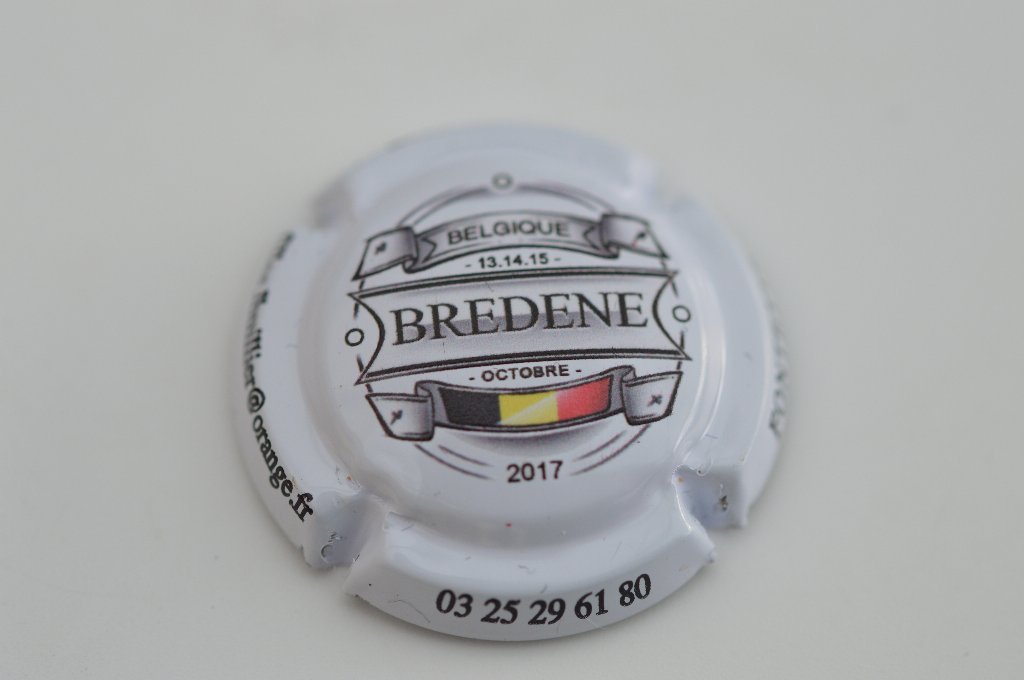 BELGIQUE
- 13.14.15 -
BREDENE
- OCTOBRE -
2017
@orange.fr
03 25 29 61 80